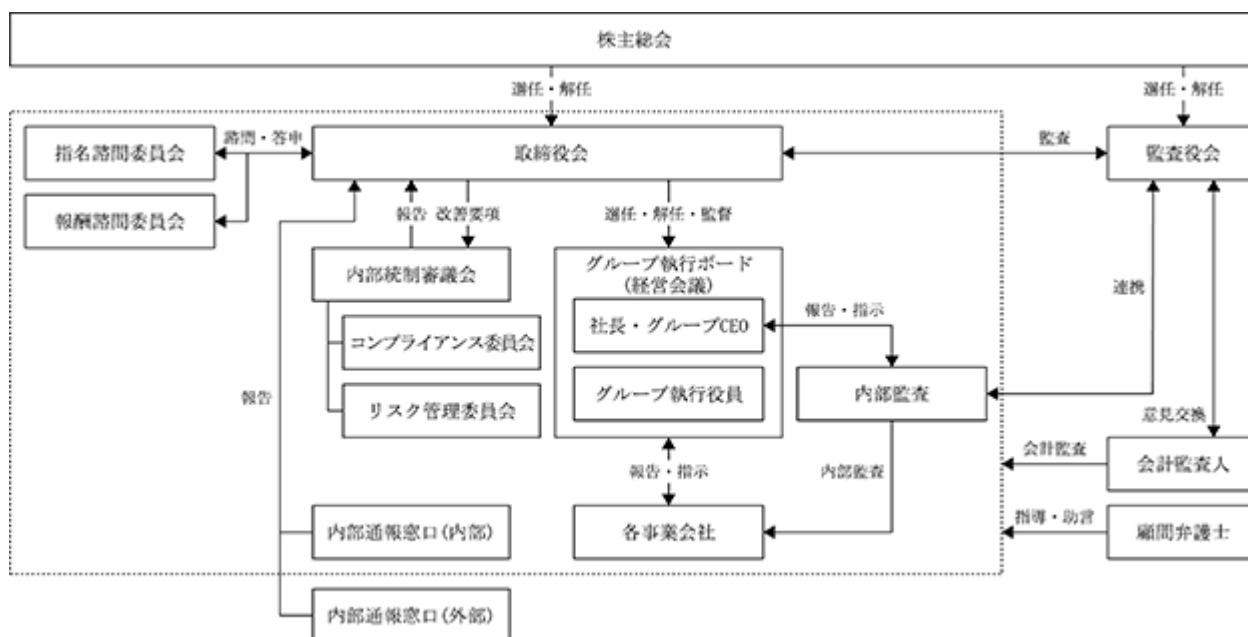 株主総会
選任・解任
選任・解任
指名諮問委員会
諮問・答申
取締役会
監査
監査役会
報酬諮問委員会
報告
改善要項
選任・解任・監督
内部統制審議会
グループ執行ボード
(経営会議)
連携
コンプライアンス委員会
社長・グループCEO
報告・指示
報告
リスク管理委員会
グループ執行役員
内部監査
意見交換
報告・指示
内部監査
会計監査
会計監査人
内部通報窓口(内部)
各事業会社
指導・助言
顧問弁護士
内部通報窓口(外部)